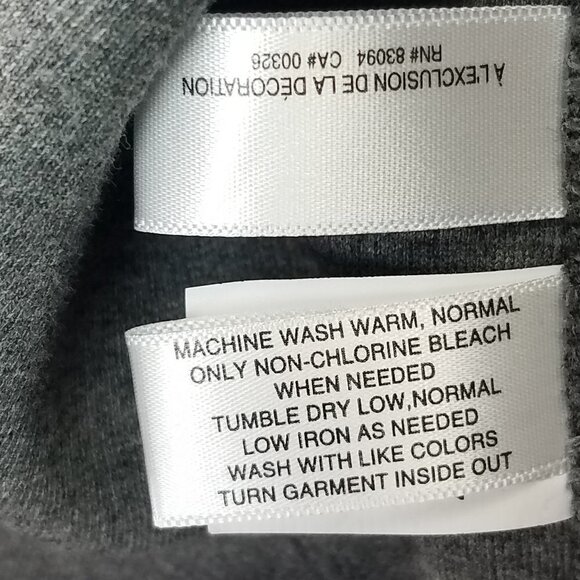 À L'EXCLUSION DE LA DÉCORATION
RN# 83094 CA# 00326
MACHINE WASH WARM, NORMAL
ONLY NON-CHLORINE BLEACH
WHEN NEEDED
TUMBLE DRY LOW,NORMAL
LOW IRON AS NEEDED
WASH WITH LIKE COLORS
TURN GARMENT INSIDE OUT